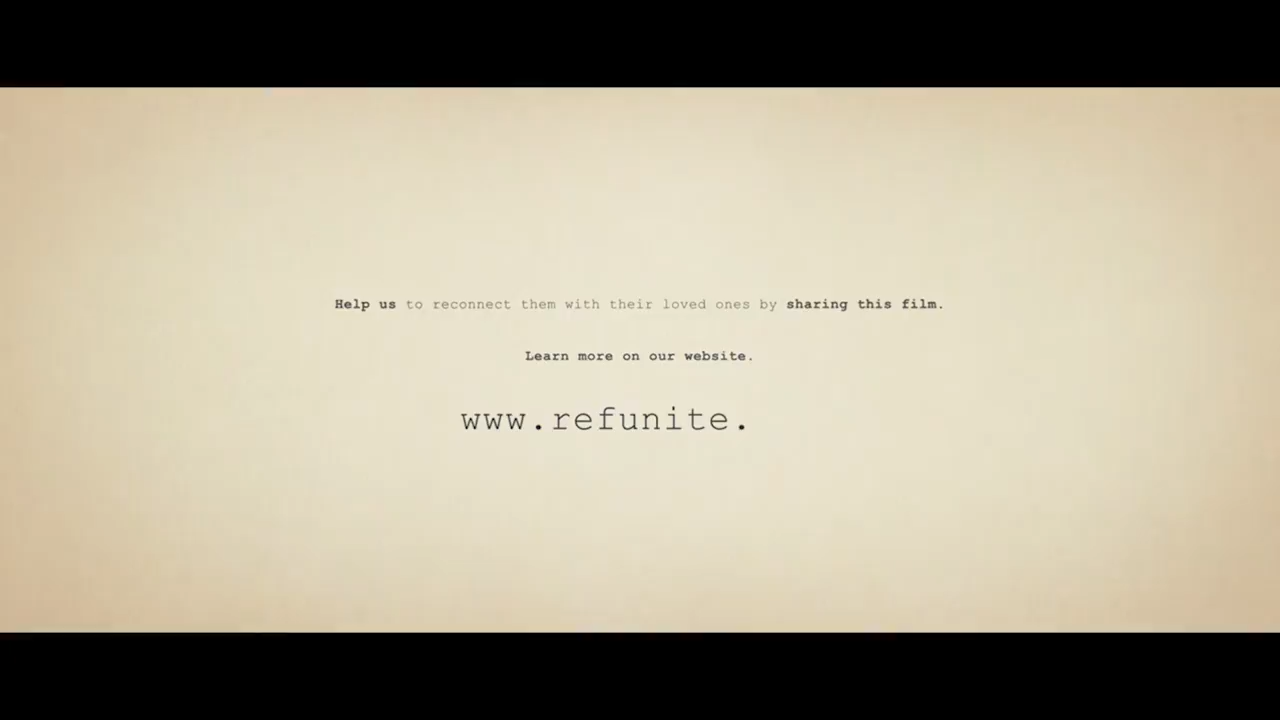 Help us to reconnect them with their loved ones by sharing this film.
Learn more on our website.
www.refunite.